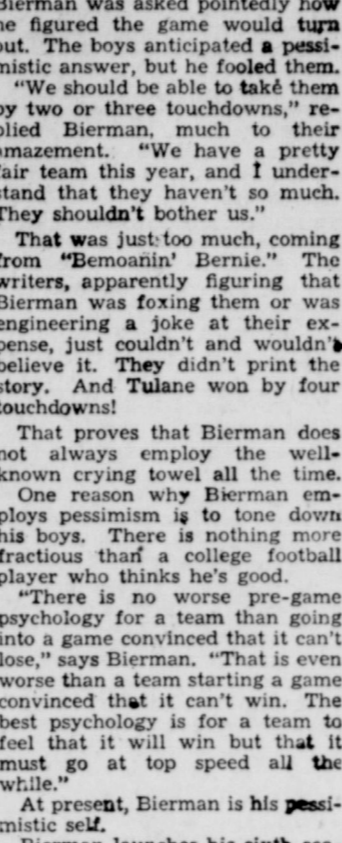 Bierman was asked pointedly how
he figured the game would turn
out. The boys anticipated a pessi-
mistic answer, but he fooled them.
"We should be able to take them
by two or three touchdowns," re-
plied Bierman, much to their
amazement. "We have a pretty
fair team this year, and I under-
stand that they haven't so much.
They shouldn't bother us."
That was just too much, coming
from "Bemoanin' Bernie." The
writers, apparently figuring that
Bierman was foxing them or was
engineering a joke at their ex-
pense, just couldn't and wouldn't
believe it. They didn't print the
story. And Tulane won by four
touchdowns!
That proves that Bierman does
not always employ the well-
known crying towel all the time.
One reason why Bierman em-
ploys pessimism is to tone down
his boys. There is nothing more
fractious than a college football
player who thinks he's good.
"There is no worse pre-game
psychology for a team than going
into a game convinced that it can't
lose," says Bierman. "That is even
worse than a team starting a game
convinced that it can't win. The
best psychology is for a team to
feel that it will win but that it
must go at top speed all the
while."
At present, Bierman is his pessi-
mistic self.
Bierman launches his sixth sea-